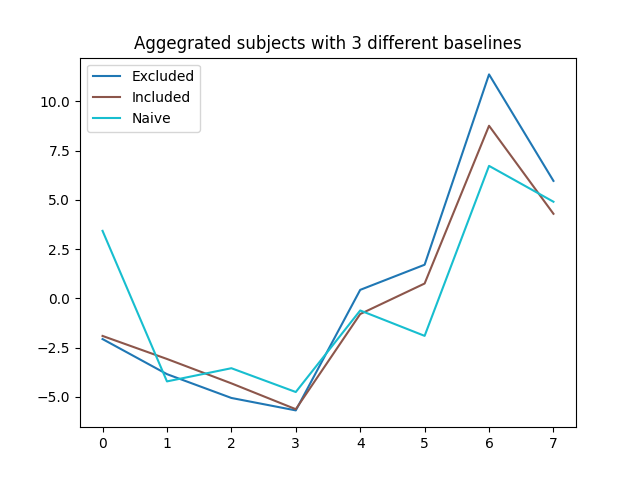 Aggegrated subjects with 3 different baselines
Excluded
Included
Naive
10.0
7.5
5.0
2.5
0.0
−2.5
−5.0
0 1 2 3 4 5 6 7